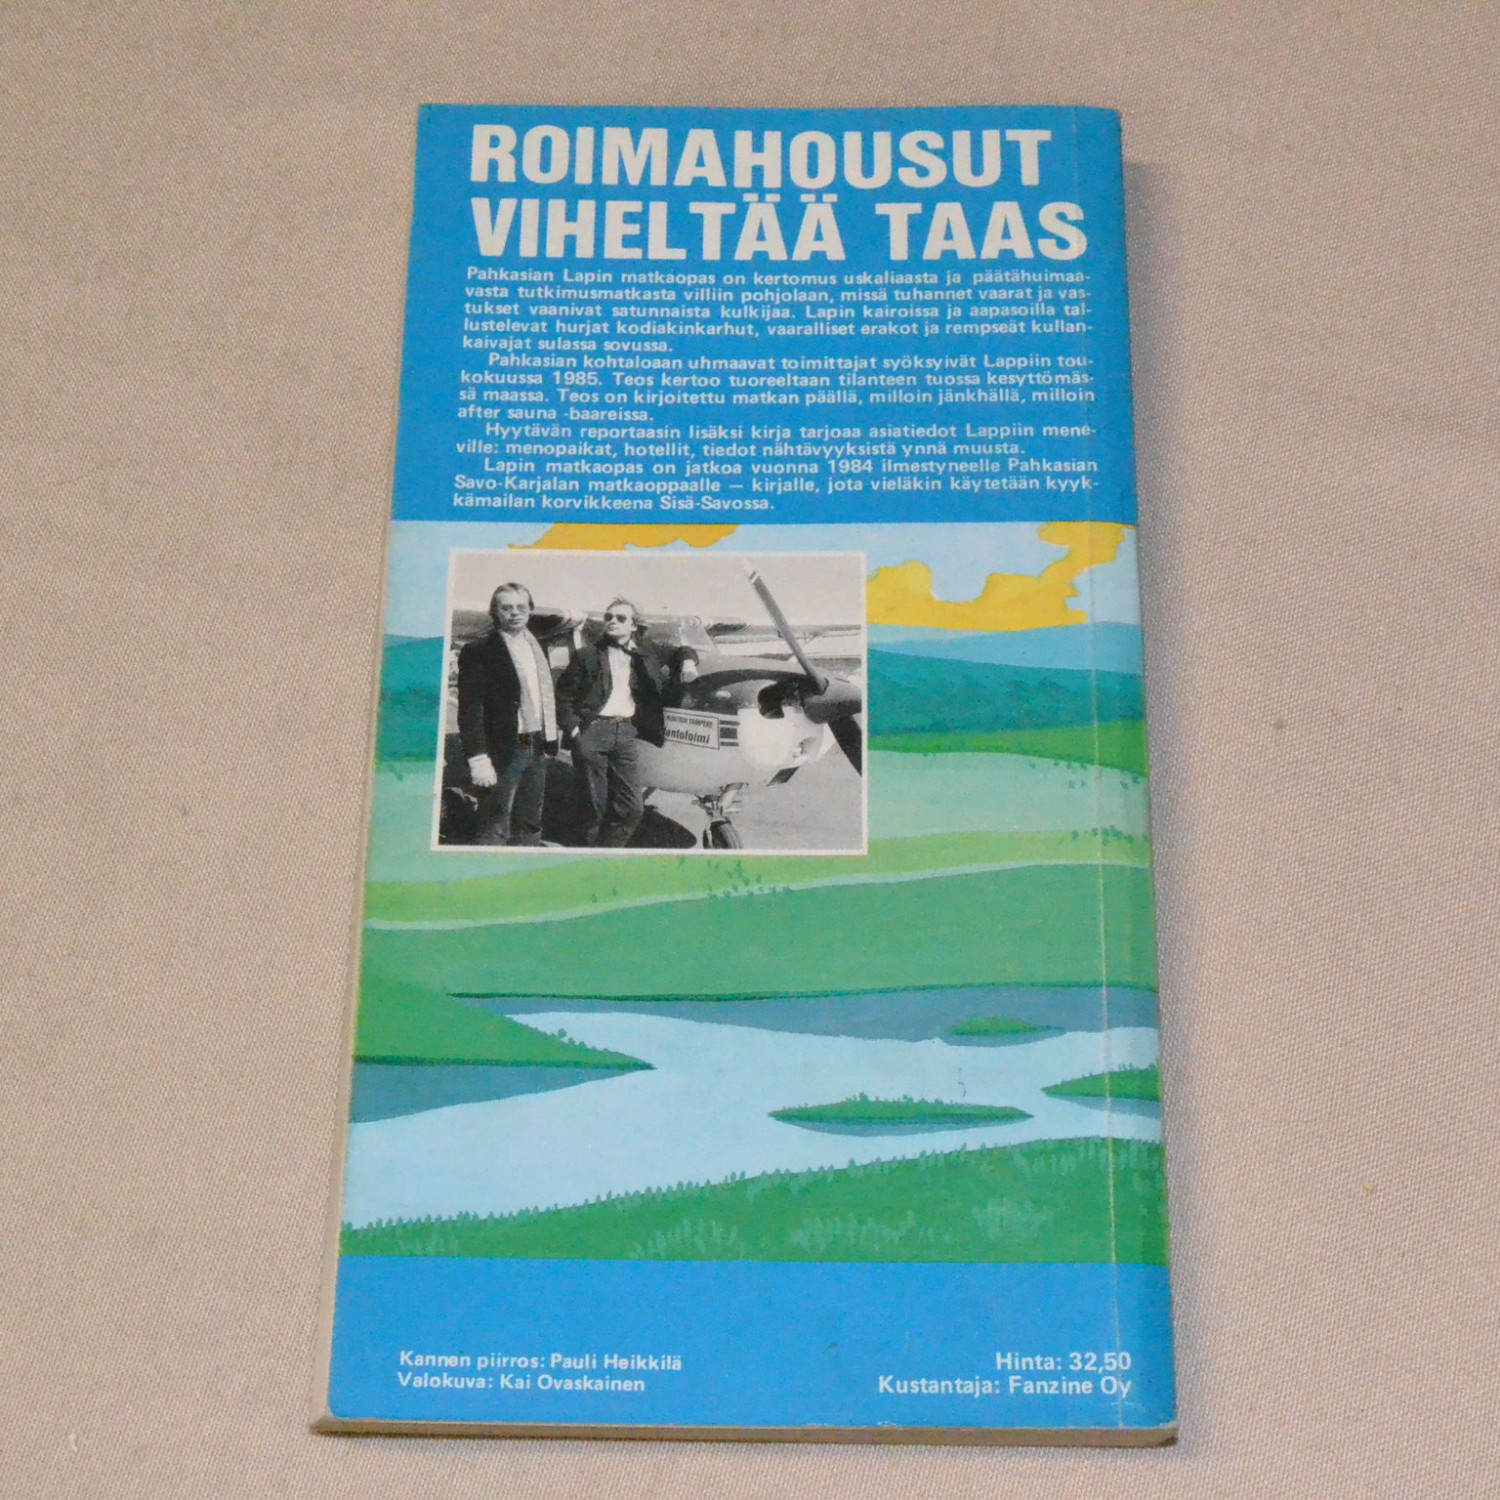 ROIMAHOUSUT
VIHELTÄÄ TAAS
Pahkasian Lapin matkaopas on kertomus uskaliaasta ja päätähuimaa-
vasta tutkimusmatkasta villiin pohjolaan, missä tuhannet vaarat ja vas-
tukset vaanivat satunnaista kulkijaa. Lapin kairoissa ja aapasoilla tal-
lustelevat hurjat kodiakinkarhut, vaaralliset erakot ja rempseät kullan-
kaivajat sulassa sovussa.
Pahkasian kohtaloaan uhmaavat toimittajat syöksyivät Lappiin tou-
kokuussa 1985. Teos kertoo tuoreeltaan tilanteen tuossa kesyttömäs-
sä maassa. Teos on kirjoitettu matkan päällä, milloin jänkhällä, milloin
after sauna -baareissa.
Hyytävän reportaasin lisäksi kirja tarjoaa asiatiedot Lappiin mene-
ville: menopaikat, hotellit, tiedot nähtävyyksistä ynnä muusta.
Lapin matkaopas on jatkoa vuonna 1984 ilmestyneelle Pahkasian
Savo-Karjalan matkaoppaalle — kirjalle, jota vieläkin käytetään kyyk-
kämailan korvikkeena Sisä-Savossa.
TAMPERE
lentotoimi
Kannen piirros: Pauli Heikkilä
Valokuva: Kai Ovaskainen
Hinta: 32,50
Kustantaja: Fanzine Oy